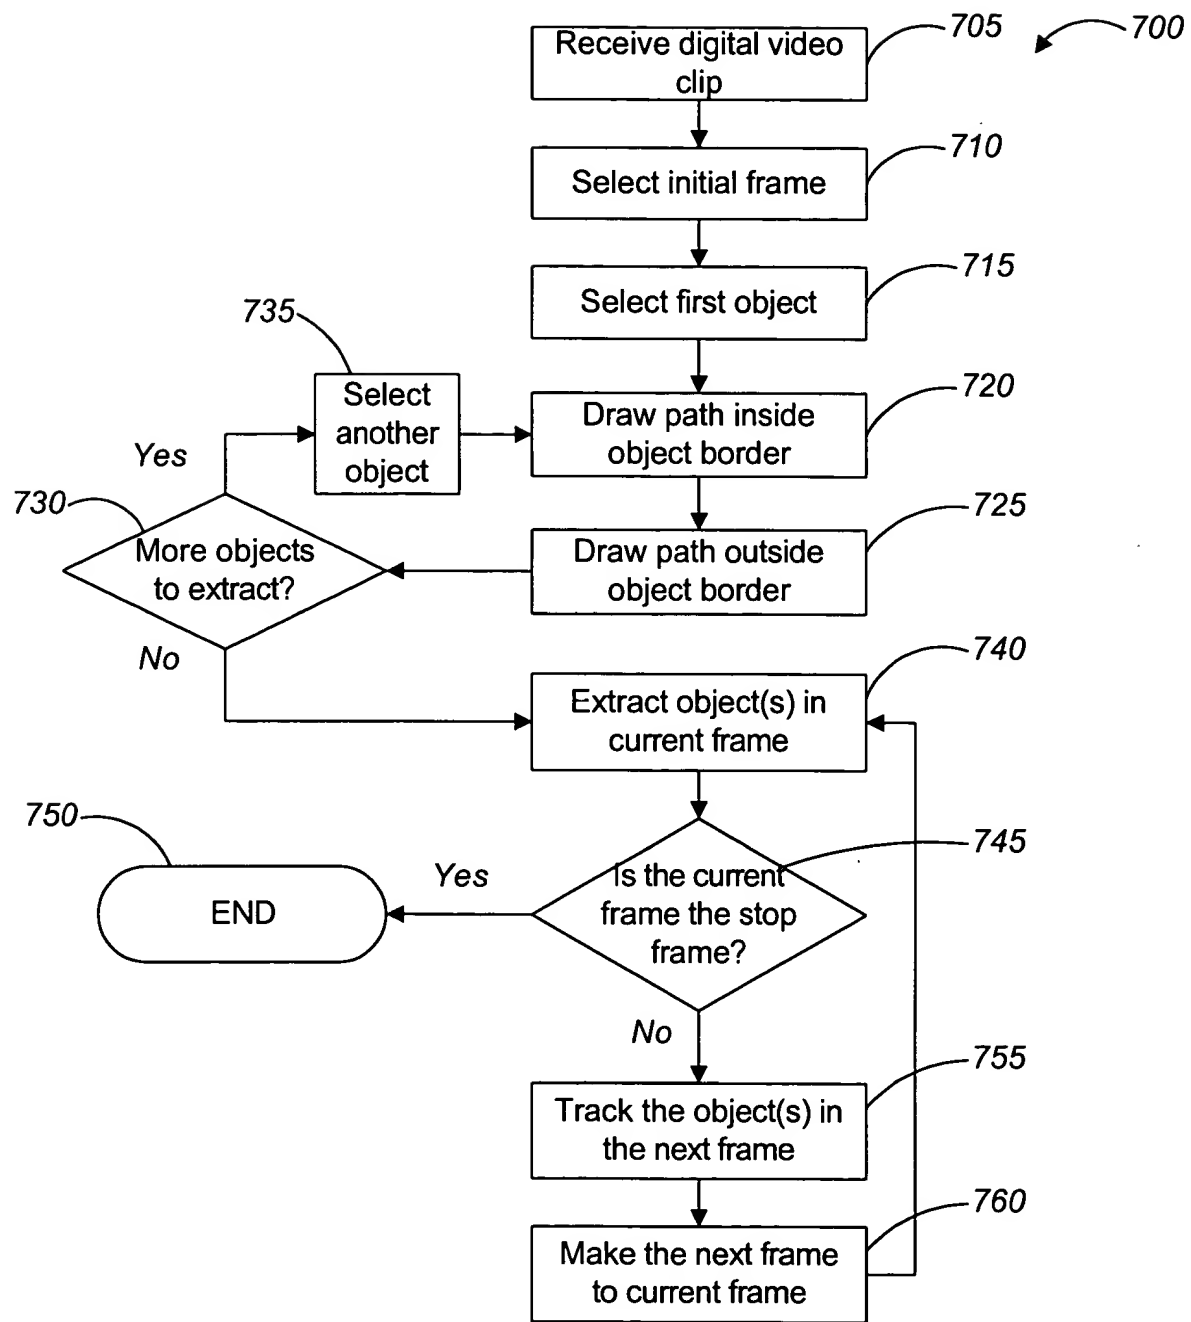 700
705
Receive digital video
clip
710
Select initial frame
715
Select first object
735
Select
another
object
720
Draw path inside
object border
Yes
730
More objects
to extract?
725
Draw path outside
object border
No
740
Extract object(s) in
current frame
750
END
Yes
745
Is the current
frame the stop
frame?
No
755
Track the object(s) in
the next frame
760
Make the next frame
to current frame